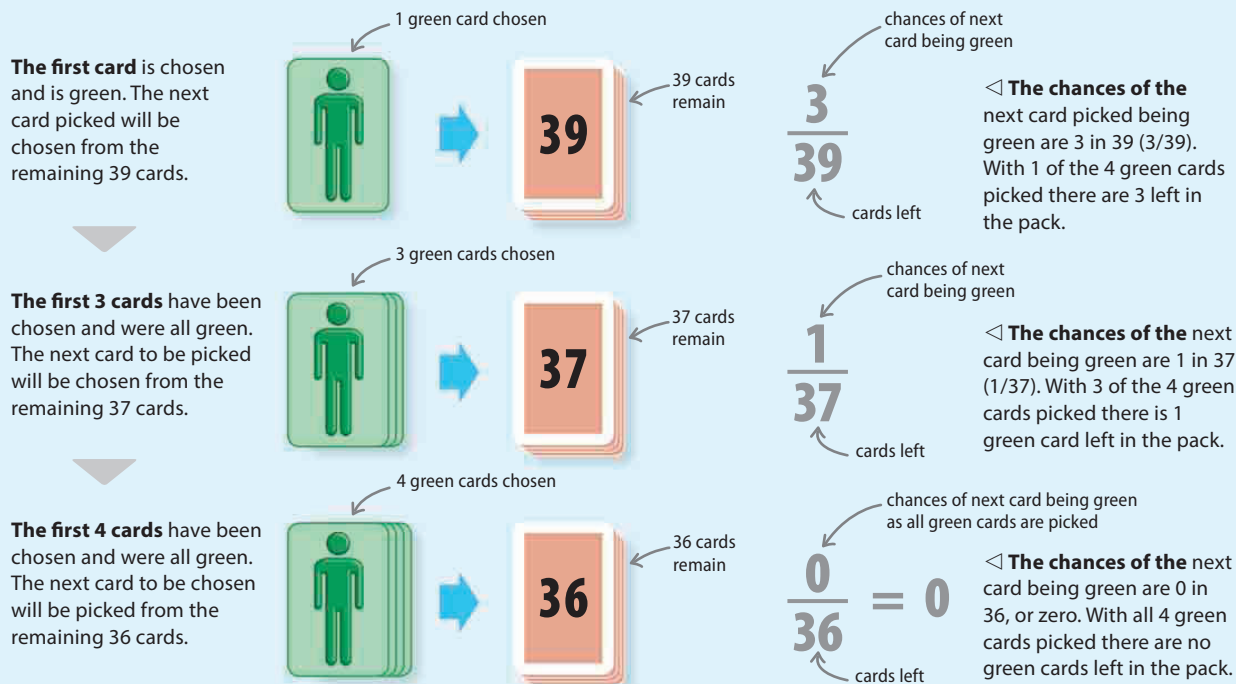 1 green card chosen
The first card is chosen
and is green. The next
card picked will be
chosen from the
remaining 39 cards.
39
39 cards
remain
chances of next
card being green
3
39
cards left
◁ The chances of the
next card picked being
green are 3 in 39 (3/39).
With 1 of the 4 green cards
picked there are 3 left in
the pack.
3 green cards chosen
The first 3 cards have been
chosen and were all green.
The next card to be picked
will be chosen from the
remaining 37 cards.
37
37 cards
remain
chances of next
card being green
1
37
cards left
◁ The chances of the next
card being green are 1 in 37
(1/37). With 3 of the 4 green
cards picked there is 1
green card left in the pack.
4 green cards chosen
The first 4 cards have been
chosen and were all green.
The next card to be chosen
will be picked from the
remaining 36 cards.
36
36 cards
remain
chances of next card being green
as all green cards are picked
0
36
= 0
cards left
◁ The chances of the next
card being green are 0 in
36, or zero. With all 4 green
cards picked there are no
green cards left in the pack.